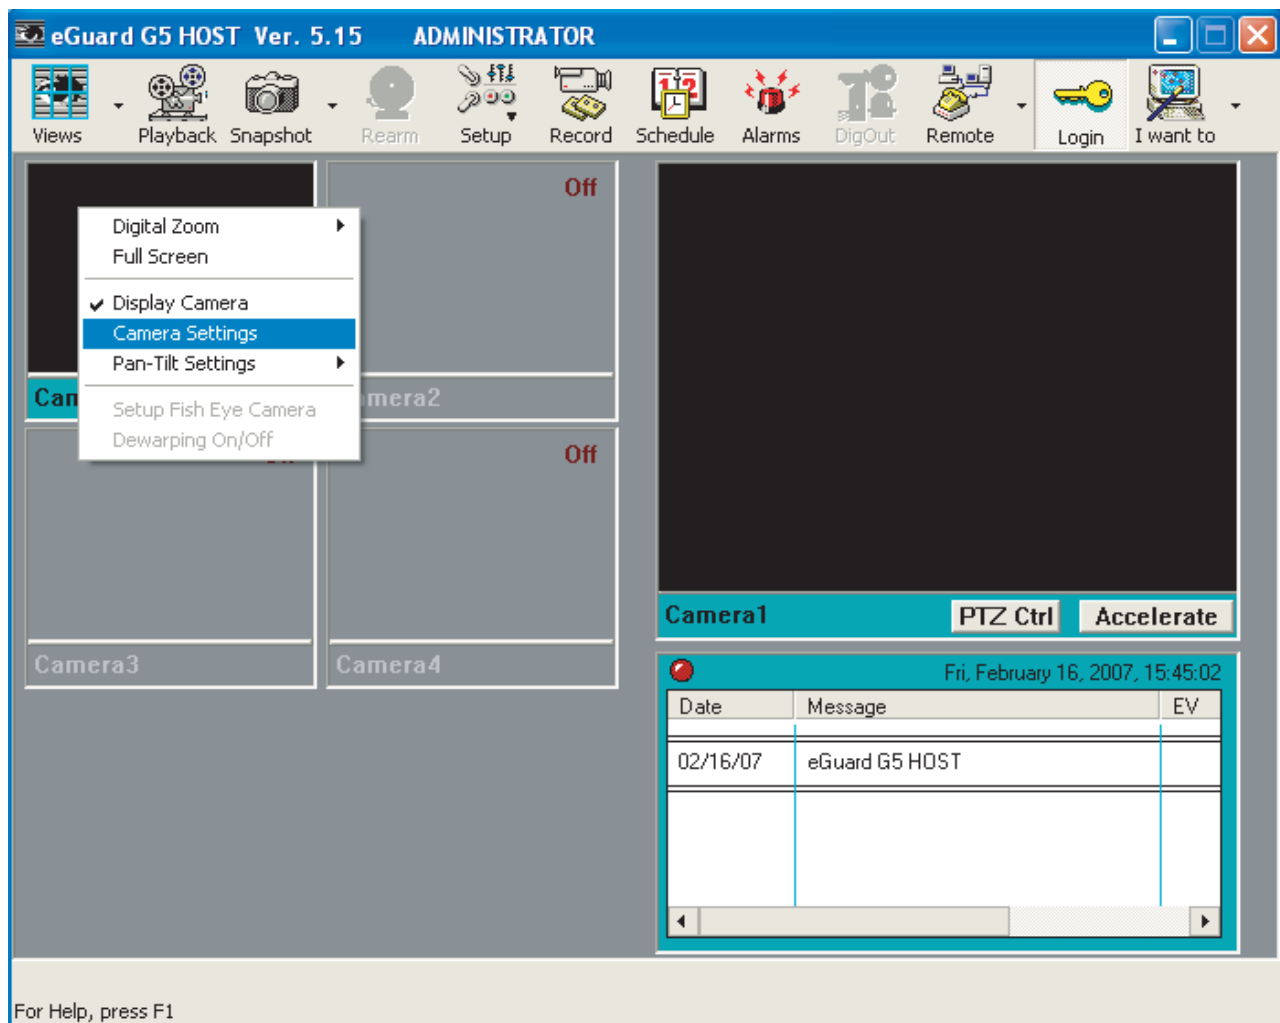 eGuard G5 HOST Ver. 5.15 ADMINISTRATOR
Views Playback Snapshot Rearm Setup Record Schedule Alarms DigOut Remote Login I want to
Off
Digital Zoom
Full Screen
Display Camera
Camera Settings
Pan-Tilt Settings
Setup Fish Eye Camera
Dewarping On/Off
Off
Camera3
Camera4
Camera1 PTZ Ctrl Accelerate
Fri, February 16, 2007, 15:45:02
Date Message EV
02/16/07 eGuard G5 HOST
For Help, press F1